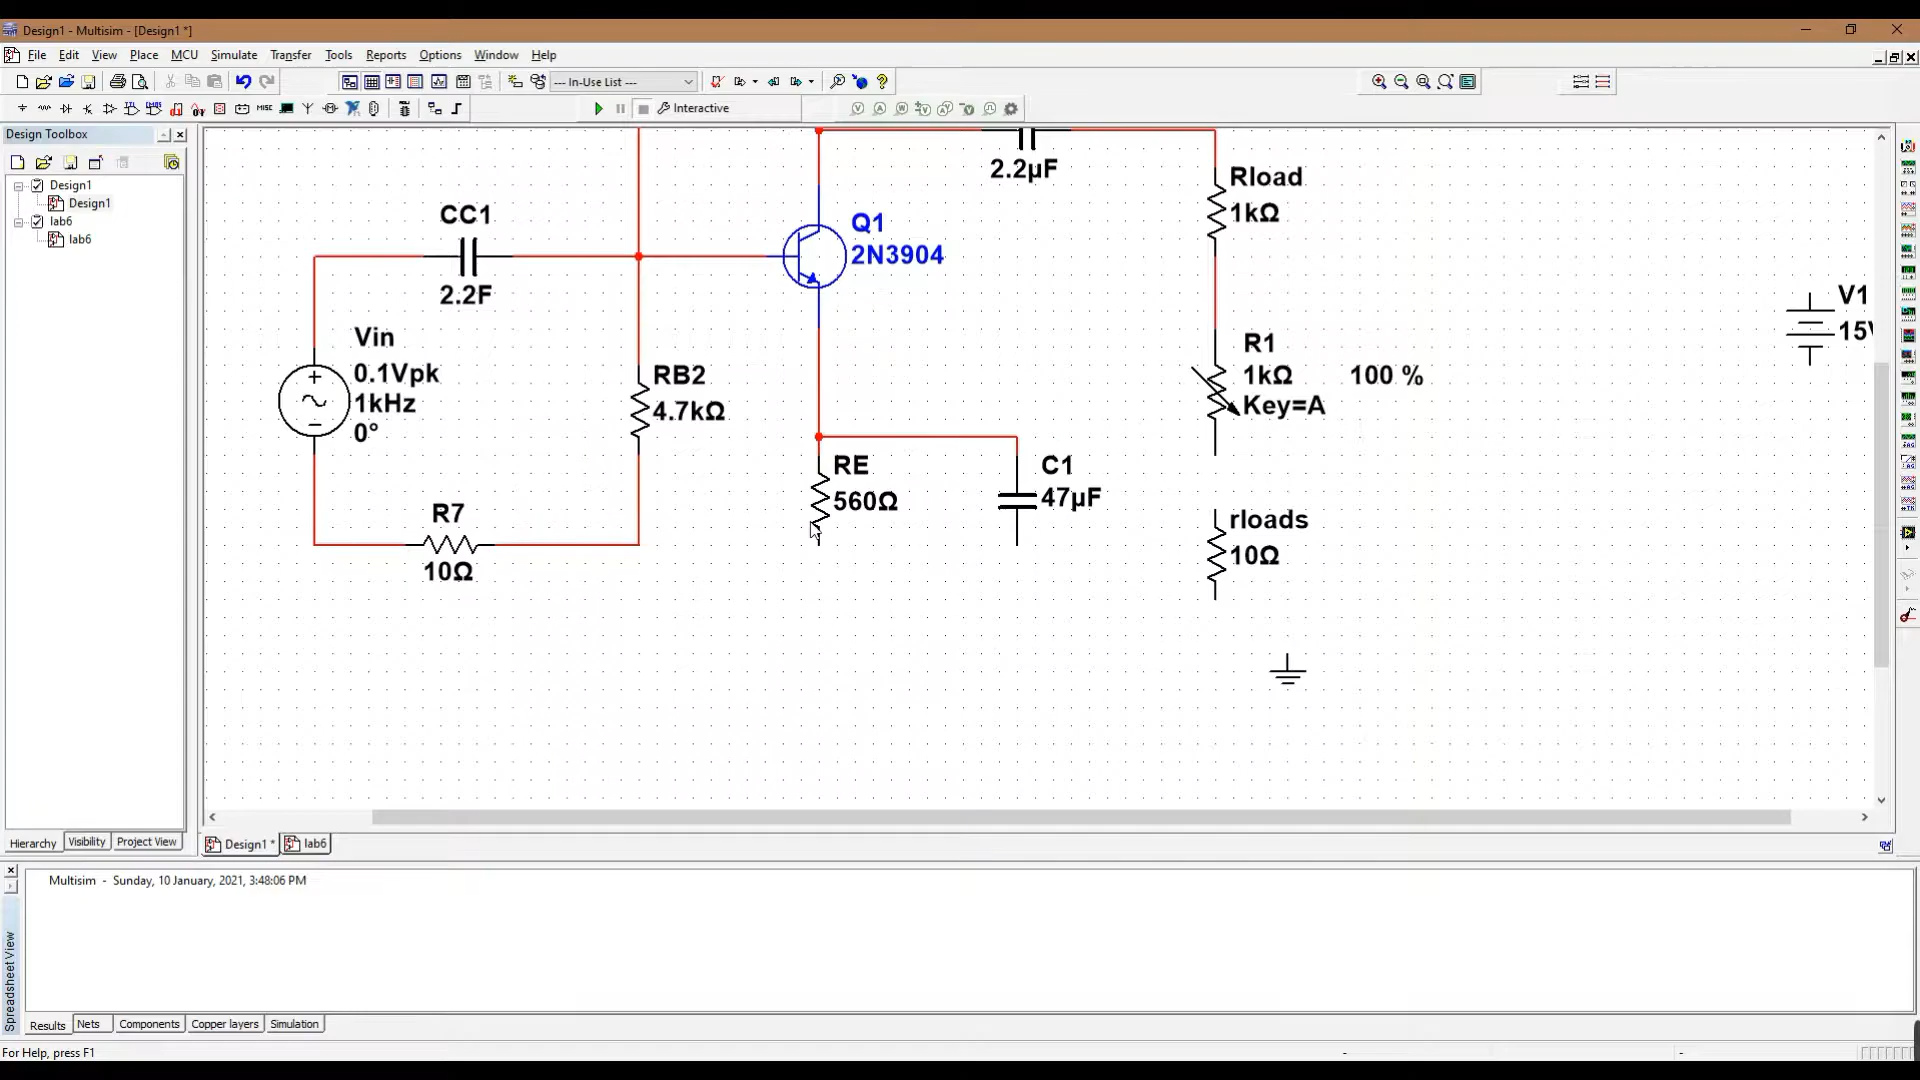 Design1 - Multisim - [Design1 *]
File Edit View Place MCU Simulate Transfer Tools Reports Options Window Help
--- In-Use List ---
MISC
Interactive
Design Toolbox
Design1
Design1
lab6
lab6
Hierarchy Visibility Project View
2.2µF
Rload
1kΩ
CC1
2.2F
Q1
2N3904
Vin
0.1Vpk
1kHz
0°
RB2
4.7kΩ
R1
1kΩ 100 %
Key=A
V1
15V
RE
560Ω
C1
47µF
R7
10Ω
rloads
10Ω
Design1 * lab6
Multisim - Sunday, 10 January, 2021, 3:48:06 PM
Spreadsheet View
Results Nets Components Copper layers Simulation
For Help, press F1